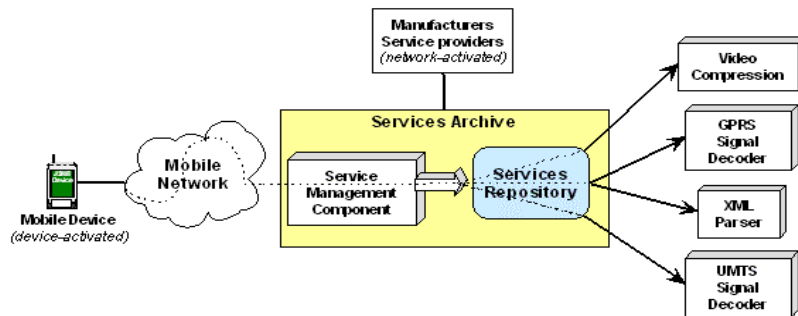 Manufacturers
Service providers
(network-activated)
Video
Compression
Services Archive
GPRS
Signal
Decoder
Mobile
Network
Service
Management
Component
Services
Repository
Device
Mobile Device
(device-activated)
XML
Parser
UMTS
Signal
Decoder